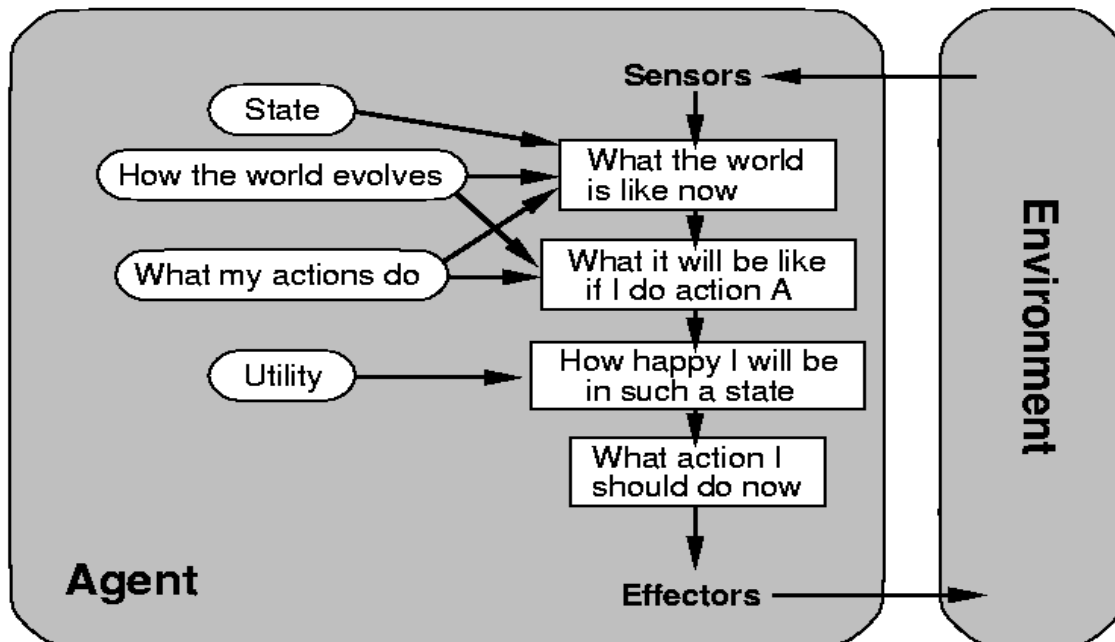 Sensors
State
What the world
is like now
How the world evolves
What my actions do
What it will be like
if I do action A
Utility
How happy I will be
in such a state
What action I
should do now
Agent
Effectors
Environment